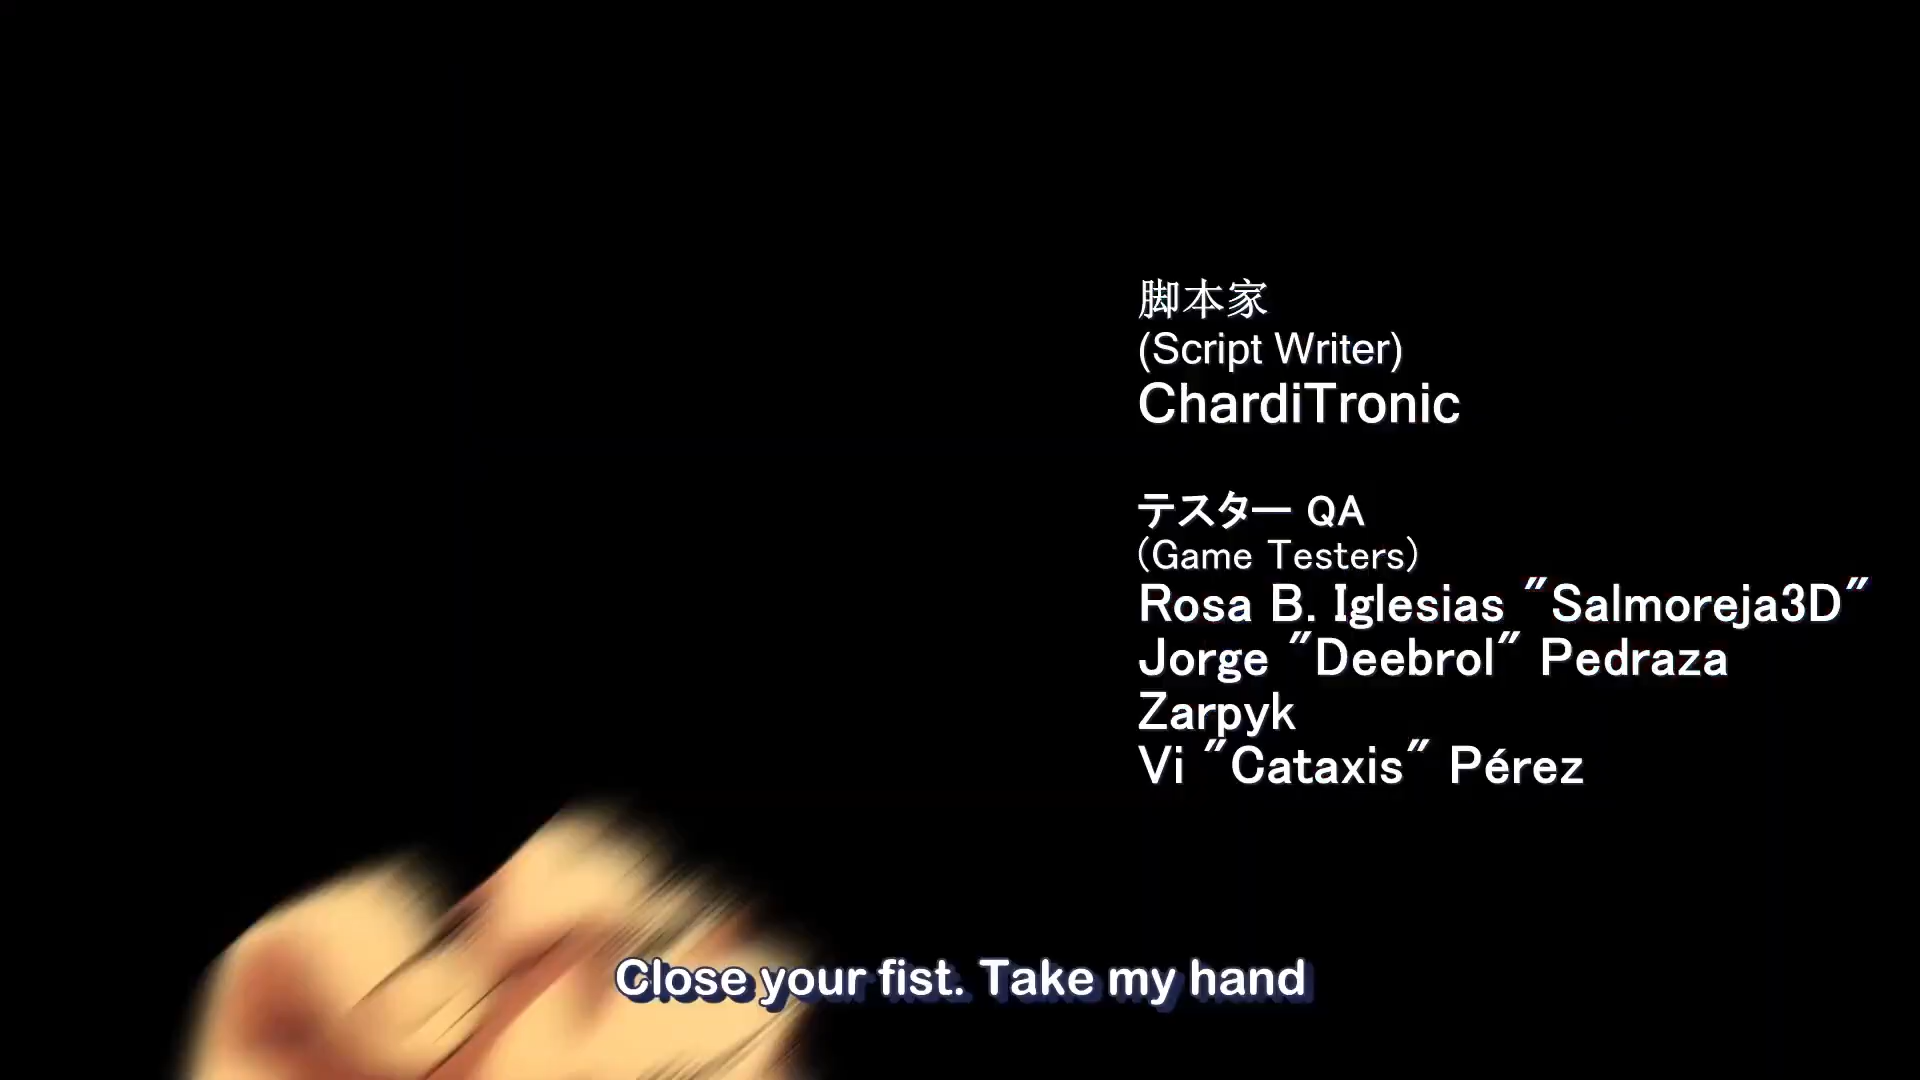 脚本家
(Script Writer)
ChardiTronic
テスター QA
(Game Testers)
Rosa B. Iglesias "Salmoreja3D"
Jorge "Deebrol" Pedraza
Zarpyk
Vi "Cataxis" Pérez
Close your fist. Take my hand